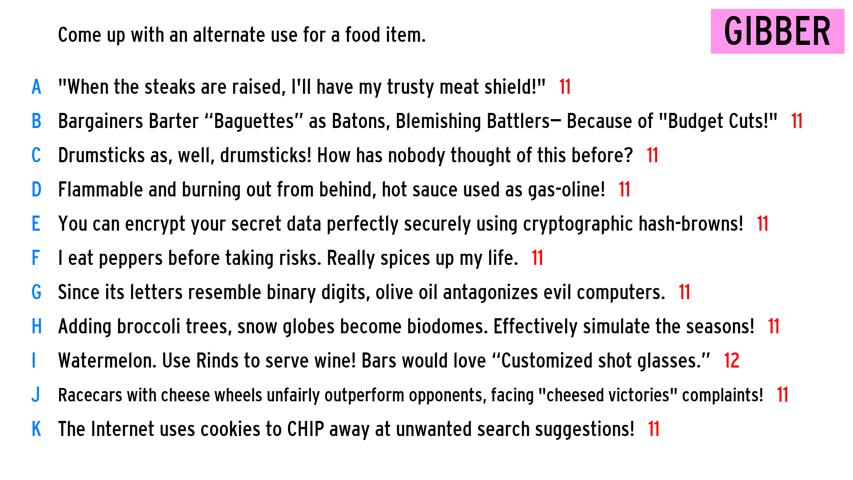 Come up with an alternate use for a food item.
GIBBER
A "When the steaks are raised, I'll have my trusty meat shield!" 11
B Bargainers Barter “Baguettes” as Batons, Blemishing Battlers— Because of "Budget Cuts!" 11
C Drumsticks as, well, drumsticks! How has nobody thought of this before? 11
D Flammable and burning out from behind, hot sauce used as gas-oline! 11
E You can encrypt your secret data perfectly securely using cryptographic hash-browns! 11
F I eat peppers before taking risks. Really spices up my life. 11
G Since its letters resemble binary digits, olive oil antagonizes evil computers. 11
H Adding broccoli trees, snow globes become biodomes. Effectively simulate the seasons! 11
I Watermelon. Use Rinds to serve wine! Bars would love “Customized shot glasses.” 12
J Racecars with cheese wheels unfairly outperform opponents, facing "cheesed victories" complaints! 11
K The Internet uses cookies to CHIP away at unwanted search suggestions! 11